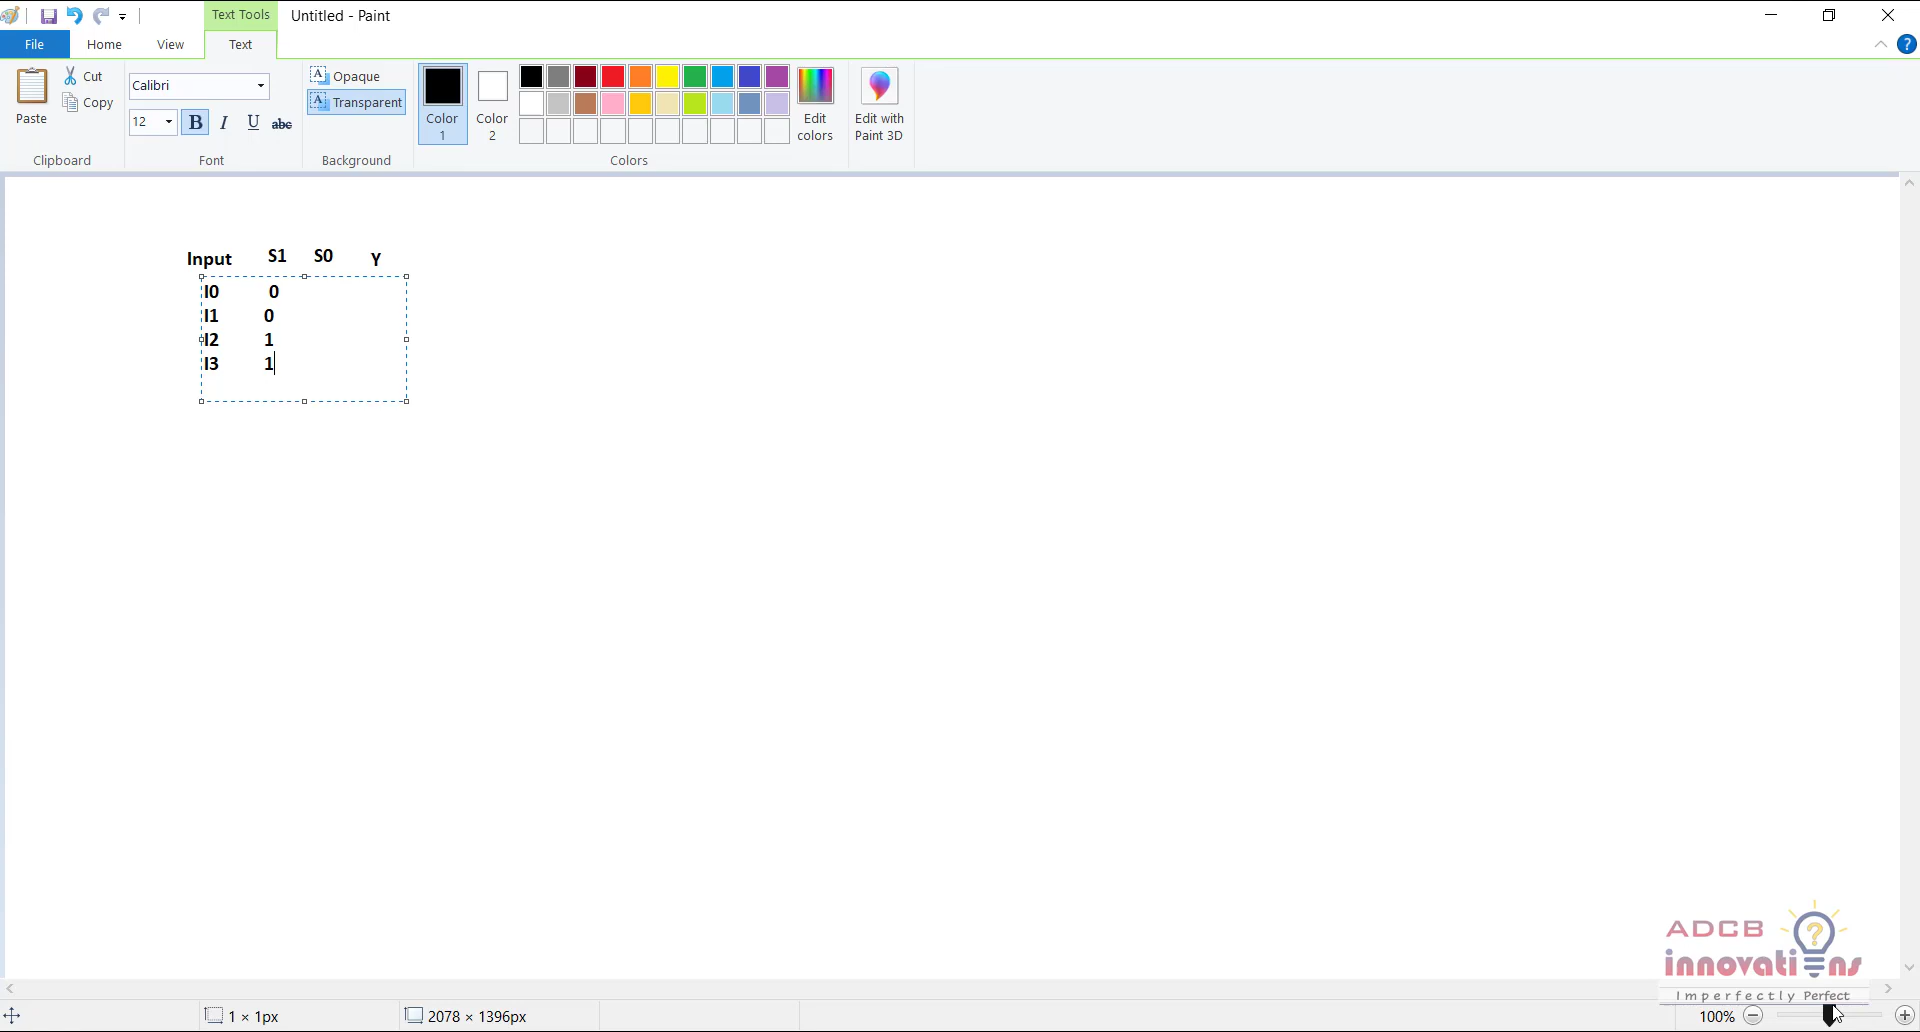 Text Tools Untitled - Paint
File Home View Text
Paste Cut Copy Clipboard
Calibri
12 B I U abc
Font
Opaque
Transparent
Background
Color 1 Color 2
Edit colors
Colors
Edit with Paint 3D
Input S1 S0 Y
I0 0
I1 0
I2 1
I3 1
ADCB
innovations
Imperfectly Perfect
1 × 1px 2078 × 1396px 100%